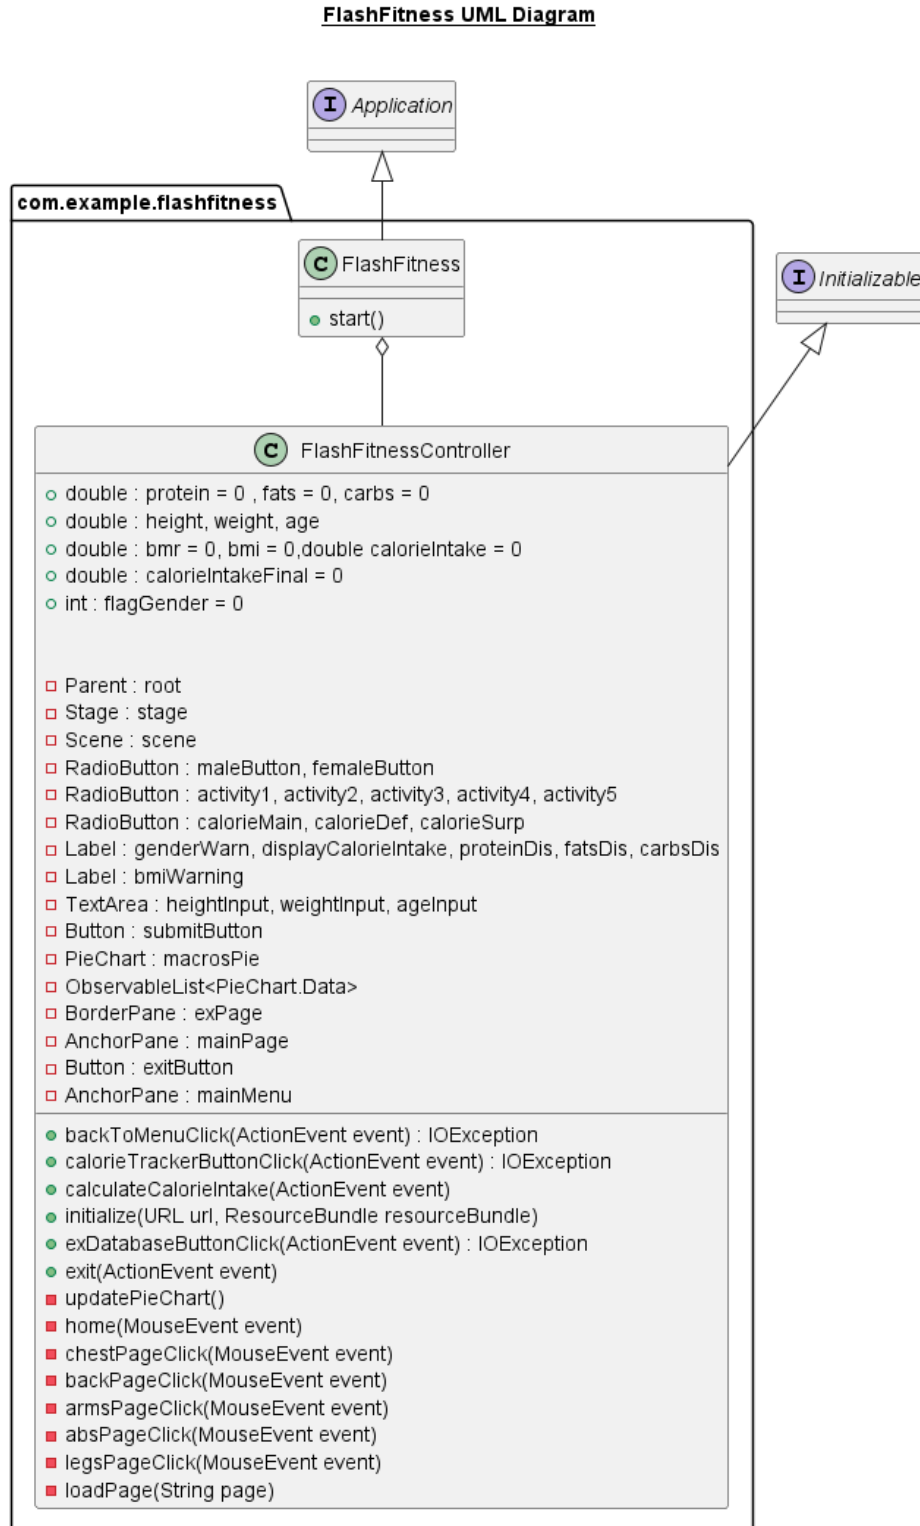 FlashFitness UML Diagram
I Application
com.example.flashfitness
C FlashFitness
start()
I Initializable
C FlashFitnessController
double : protein = 0 , fats = 0, carbs = 0
double : height, weight, age
double : bmr = 0, bmi = 0,double calorieIntake = 0
double : calorieIntakeFinal = 0
int : flagGender = 0
Parent : root
Stage : stage
Scene : scene
RadioButton : maleButton, femaleButton
RadioButton : activity1, activity2, activity3, activity4, activity5
RadioButton : calorieMain, calorieDef, calorieSurp
Label : genderWarn, displayCalorieIntake, proteinDis, fatsDis, carbsDis
Label : bmiWarning
TextArea : heightInput, weightInput, ageInput
Button : submitButton
PieChart : macrosPie
ObservableList<PieChart.Data>
BorderPane : exPage
AnchorPane : mainPage
Button : exitButton
AnchorPane : mainMenu
backToMenuClick(ActionEvent event) : IOException
calorieTrackerButtonClick(ActionEvent event) : IOException
calculateCalorieIntake(ActionEvent event)
initialize(URL url, ResourceBundle resourceBundle)
exDatabaseButtonClick(ActionEvent event) : IOException
exit(ActionEvent event)
updatePieChart()
home(MouseEvent event)
chestPageClick(MouseEvent event)
backPageClick(MouseEvent event)
armsPageClick(MouseEvent event)
absPageClick(MouseEvent event)
legsPageClick(MouseEvent event)
loadPage(String page)